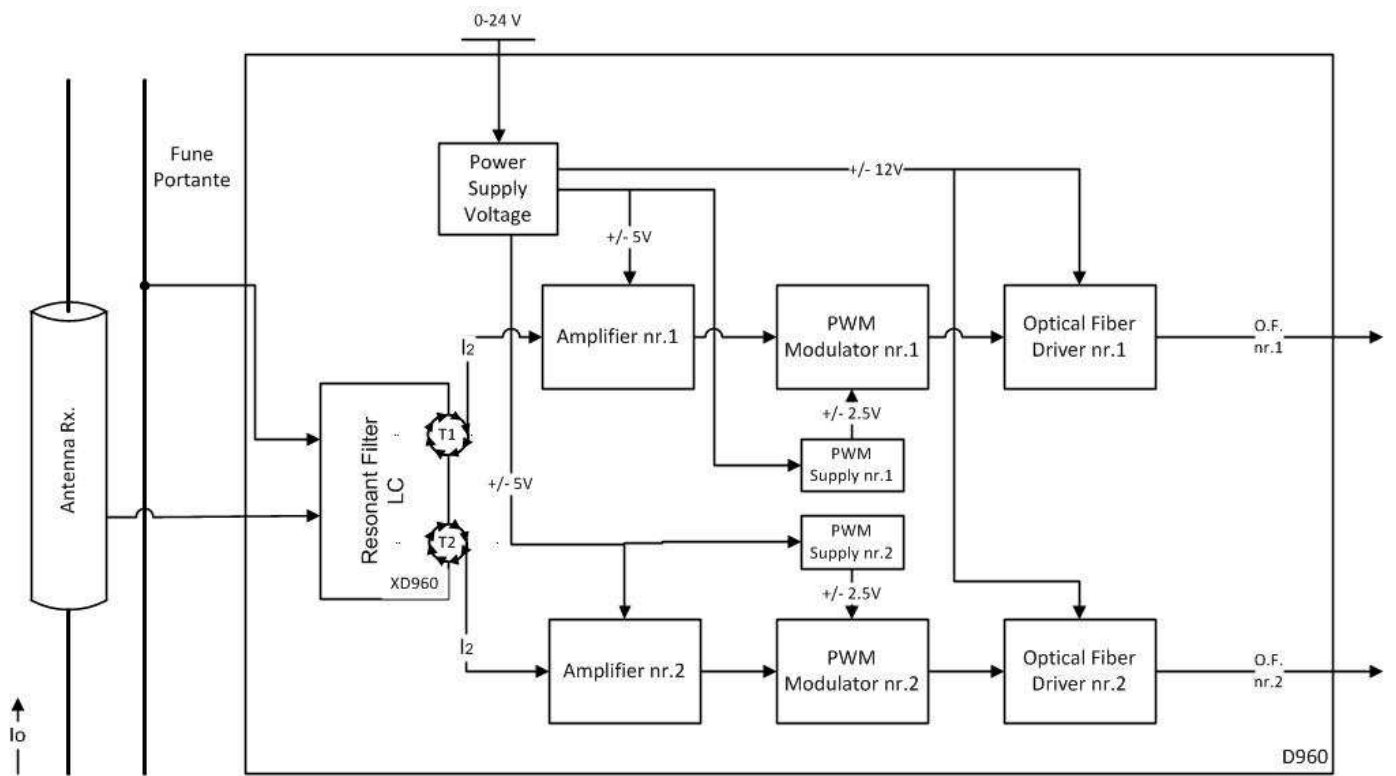 0-24 V
Fune
Portante
Power
Supply
Voltage
+/- 12V
+/- 5V
Amplifier nr.1
PWM
Modulator nr.1
Optical Fiber
Driver nr.1
O.F.
nr.1
I2
+/- 2.5V
PWM
Supply nr.1
Antenna Rx.
Resonant Filter
LC
T1
T2
XD960
+/- 5V
PWM
Supply nr.2
+/- 2.5V
I2
Amplifier nr.2
PWM
Modulator nr.2
Optical Fiber
Driver nr.2
O.F.
nr.2
Io
D960